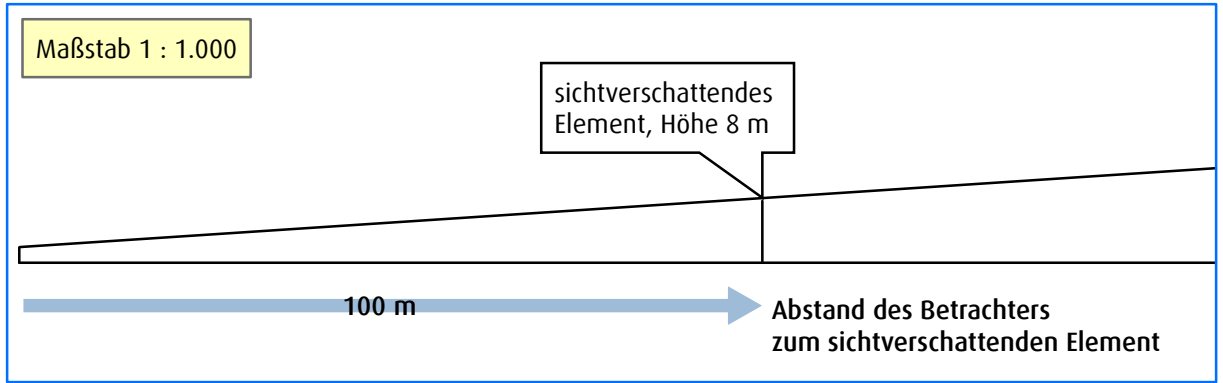 Maßstab 1 : 1.000
sichtverschattendes
Element, Höhe 8 m
100 m
Abstand des Betrachters
zum sichtverschattenden Element